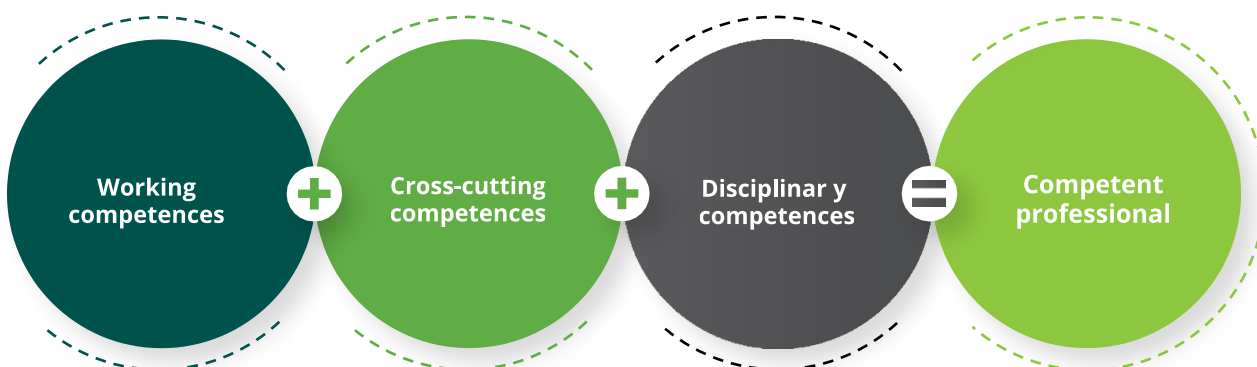 Working
competences
+
Cross-cutting
competences
+
Disciplinar y
competences
=
Competent
professional